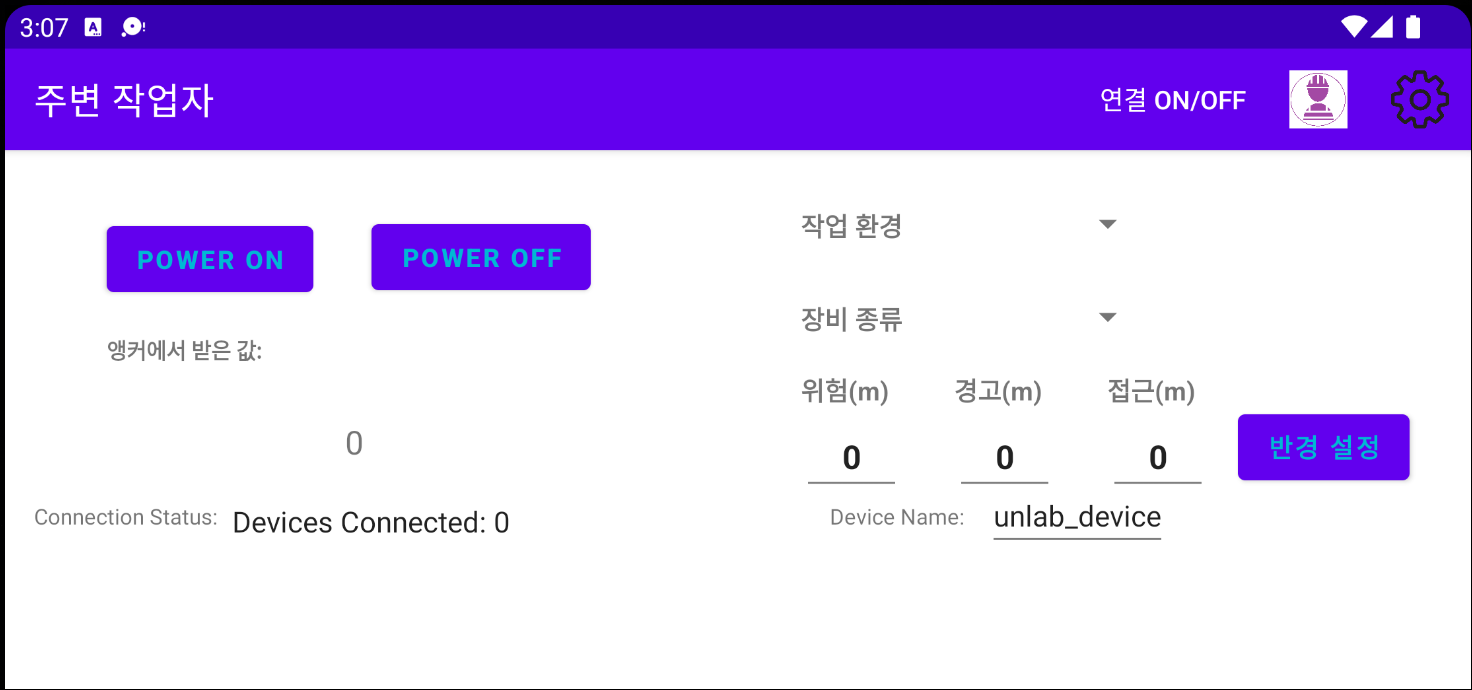 3:07
주변 작업자
연결 ON/OFF
POWER ON
POWER OFF
작업 환경
장비 종류
앵커에서 받은 값:
위험(m) 경고(m) 접근(m)
0
0 0 0
반경 설정
Connection Status: Devices Connected: 0
Device Name: unlab_device